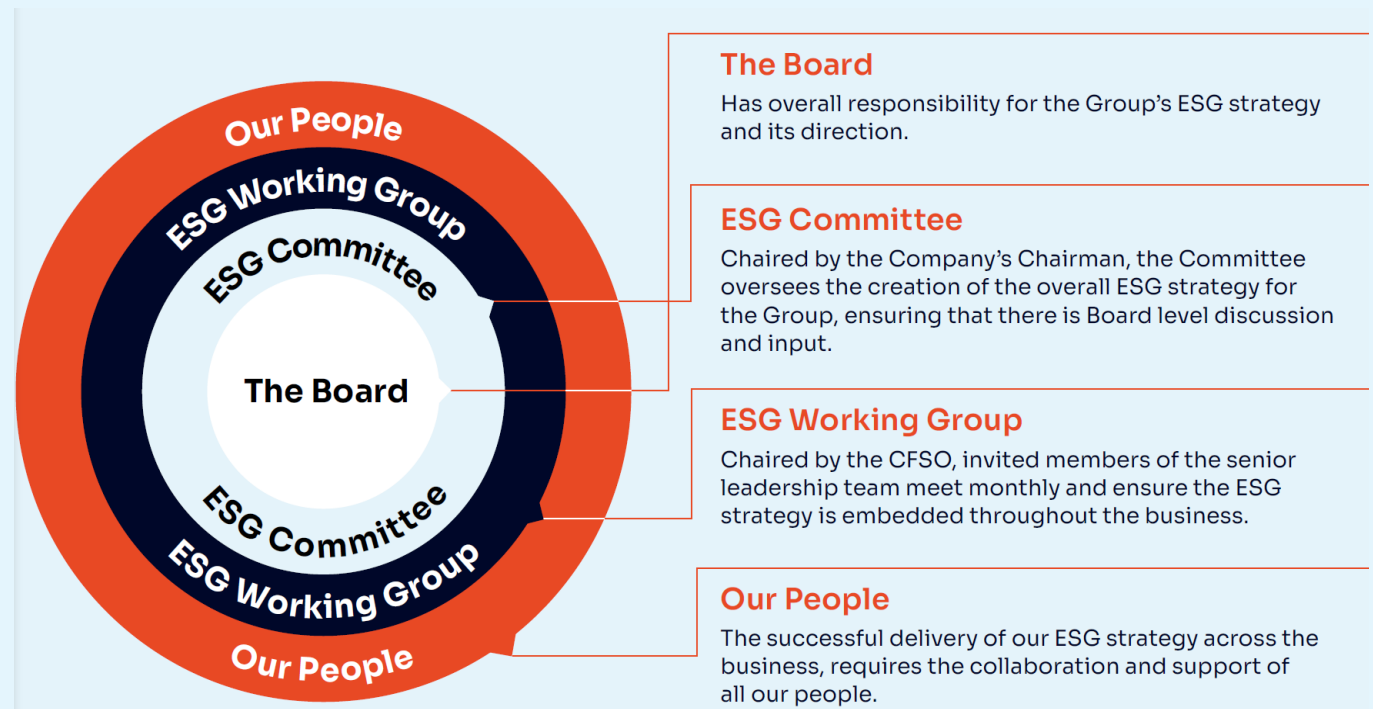 Our People
ESG Working Group
ESG Committee
The Board
ESG Committee
ESG Working Group
Our People
The Board
Has overall responsibility for the Group’s ESG strategy
and its direction.
ESG Committee
Chaired by the Company’s Chairman, the Committee
oversees the creation of the overall ESG strategy for
the Group, ensuring that there is Board level discussion
and input.
ESG Working Group
Chaired by the CFSO, invited members of the senior
leadership team meet monthly and ensure the ESG
strategy is embedded throughout the business.
Our People
The successful delivery of our ESG strategy across the
business, requires the collaboration and support of
all our people.